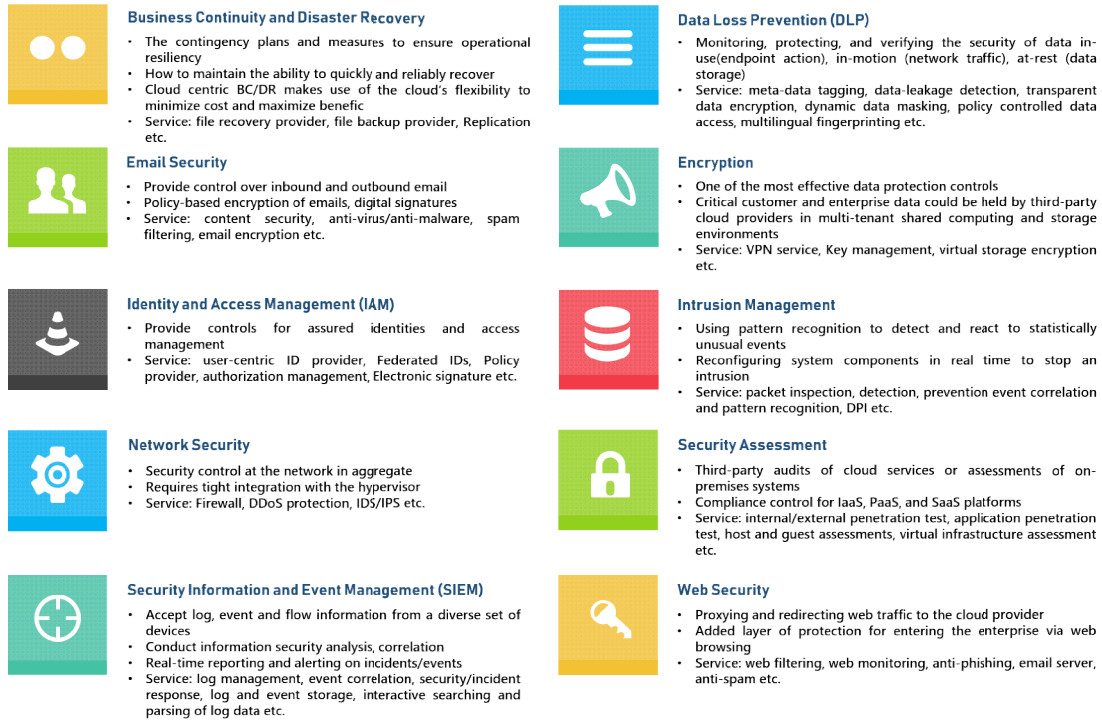 Business Continuity and Disaster Recovery
• The contingency plans and measures to ensure operational
resiliency
• How to maintain the ability to quickly and reliably recover
• Cloud centric BC/DR makes use of the cloud's flexibility to
minimize cost and maximize benefic
• Service: file recovery provider, file backup provider, Replication
etc.
Email Security
• Provide control over inbound and outbound email
• Policy-based encryption of emails, digital signatures
• Service: content security, anti-virus/anti-malware, spam
filtering, email encryption etc.
Identity and Access Management (IAM)
• Provide controls for assured identities and access
management
• Service: user-centric ID provider, Federated IDs, Policy
provider, authorization management, Electronic signature etc.
Network Security
• Security control at the network in aggregate
• Requires tight integration with the hypervisor
• Service: Firewall, DDoS protection, IDS/IPS etc.
Security Information and Event Management (SIEM)
• Accept log, event and flow information from a diverse set of
devices
• Conduct information security analysis, correlation
• Real-time reporting and alerting on incidents/events
• Service: log management, event correlation, security/incident
response, log and event storage, interactive searching and
parsing of log data etc.
Data Loss Prevention (DLP)
• Monitoring, protecting, and verifying the security of data in-
use(endpoint action), in-motion (network traffic), at-rest (data
storage)
• Service: meta-data tagging, data-leakage detection, transparent
data encryption, dynamic data masking, policy controlled data
access, multilingual fingerprinting etc.
Encryption
• One of the most effective data protection controls
• Critical customer and enterprise data could be held by third-party
cloud providers in multi-tenant shared computing and storage
environments
• Service: VPN service, Key management, virtual storage encryption
etc.
Intrusion Management
• Using pattern recognition to detect and react to statistically
unusual events
• Reconfiguring system components in real time to stop an
intrusion
• Service: packet inspection, detection, prevention event correlation
and pattern recognition, DPI etc.
Security Assessment
• Third-party audits of cloud services or assessments of on-
premises systems
• Compliance control for IaaS, PaaS, and SaaS platforms
• Service: internal/external penetration test, application penetration
test, host and guest assessments, virtual infrastructure assessment
etc.
Web Security
• Proxying and redirecting web traffic to the cloud provider
• Added layer of protection for entering the enterprise via web
browsing
• Service: web filtering, web monitoring, anti-phishing, email server,
anti-spam etc.